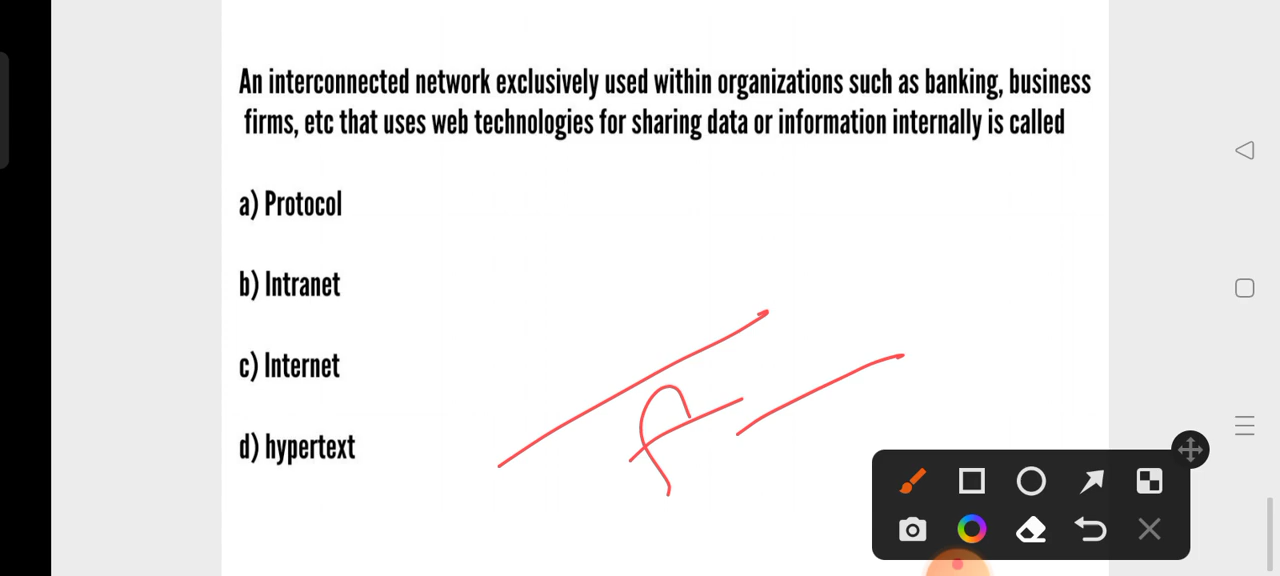 An interconnected network exclusively used within organizations such as banking, business
firms, etc that uses web technologies for sharing data or information internally is called
a) Protocol
b) Intranet
c) Internet
d) hypertext